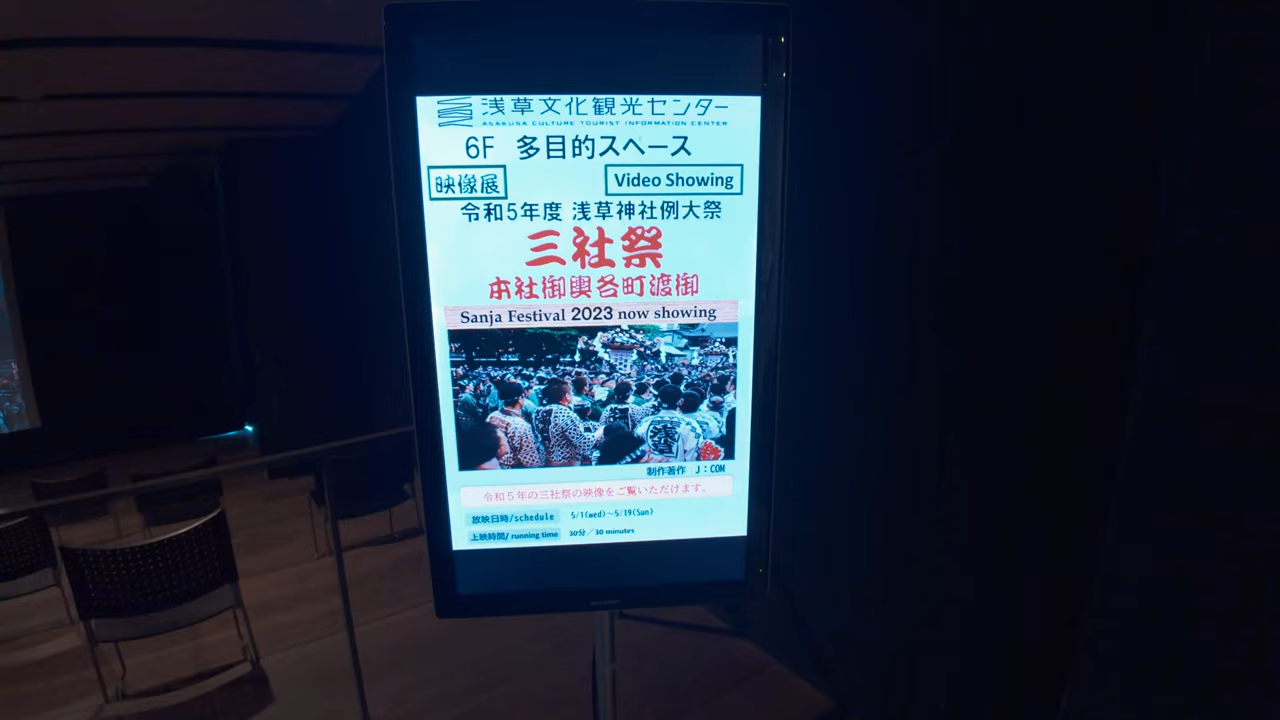 浅草文化観光センター
ASAKUSA CULTURE TOURIST INFORMATION CENTER
6F 多目的スペース
映像展
Video Showing
令和5年度 浅草神社例大祭
三社祭
本社御輿各町渡御
Sanja Festival 2023 now showing
浅草
制作著作 J:COM
令和5年の三社祭の映像をご覧いただけます。
放映日時/schedule 5/1(wed)~5/19(Sun)
上映時間/ running time 30分／30 minutes